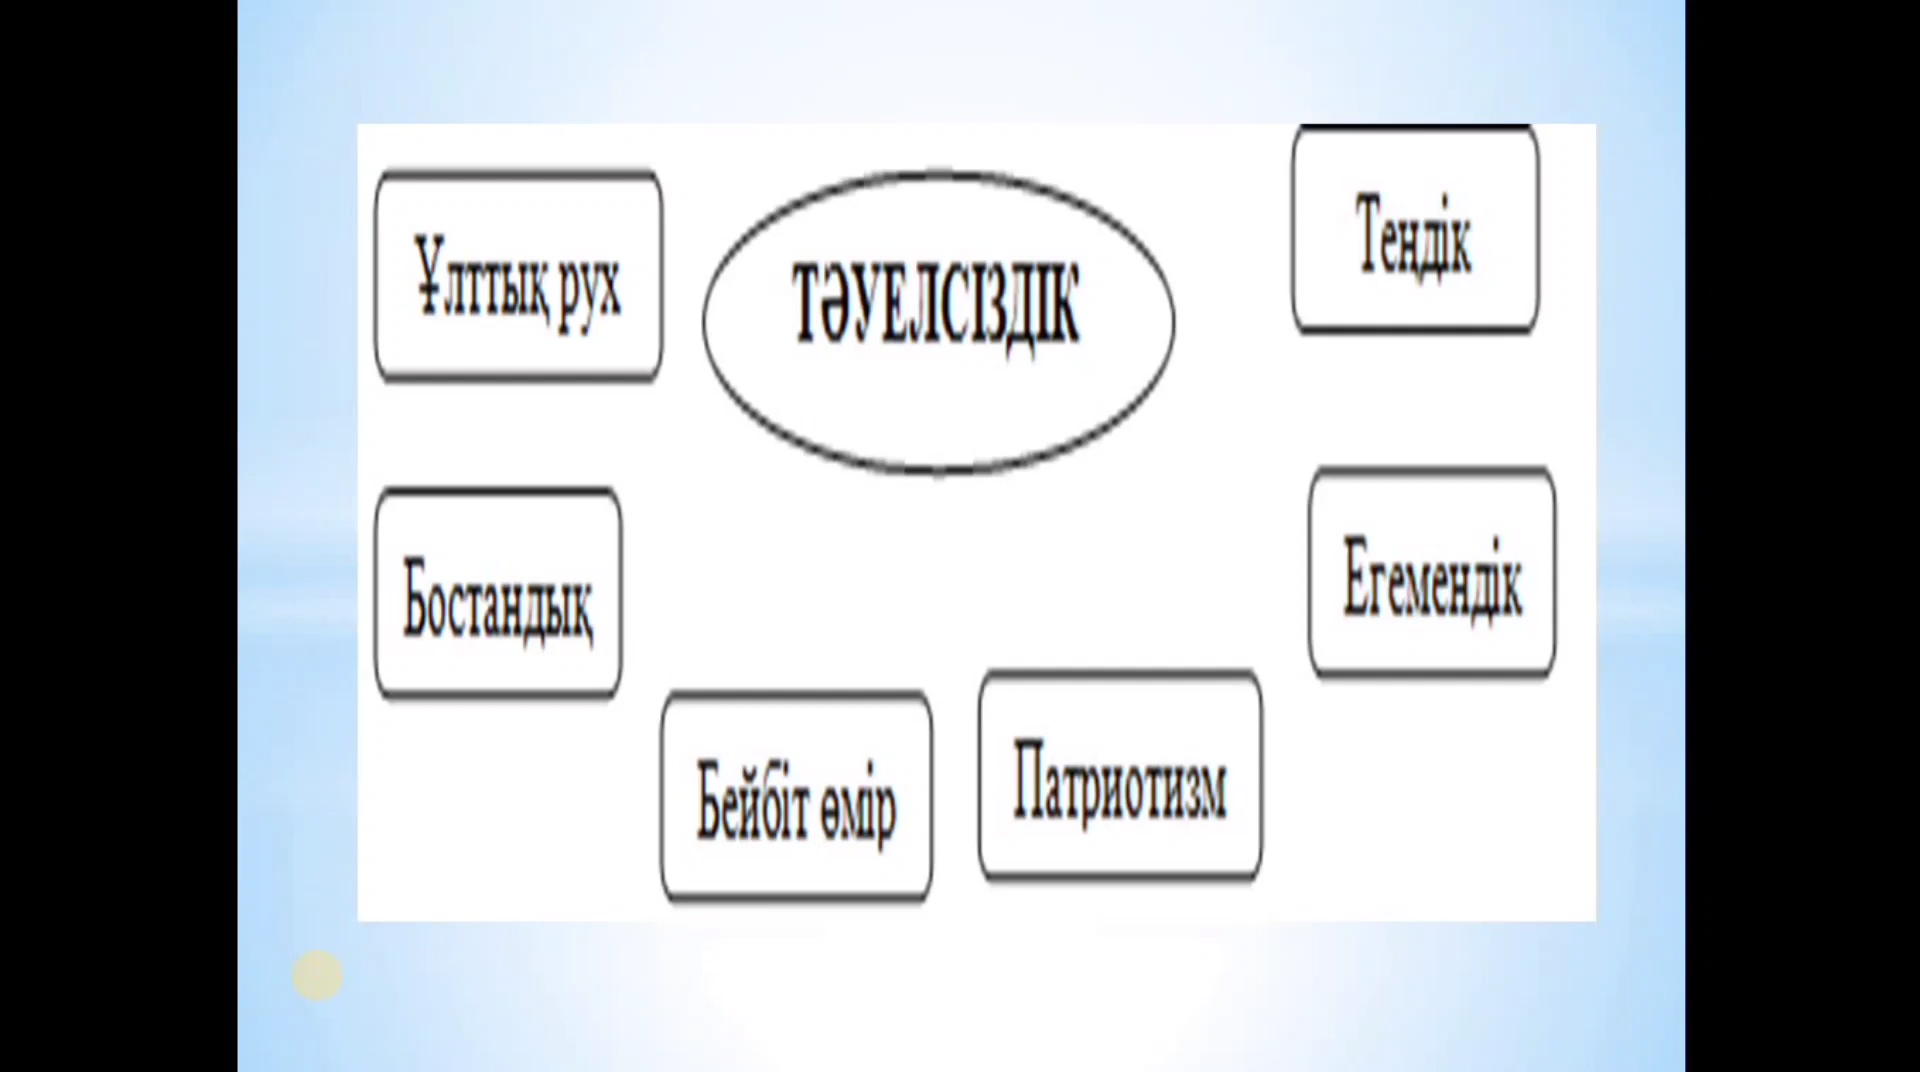 Ұлттық рух
ТӘУЕЛСІЗДІК
Теңдік
Бостандық
Егемендік
Бейбіт өмір
Патриотизм